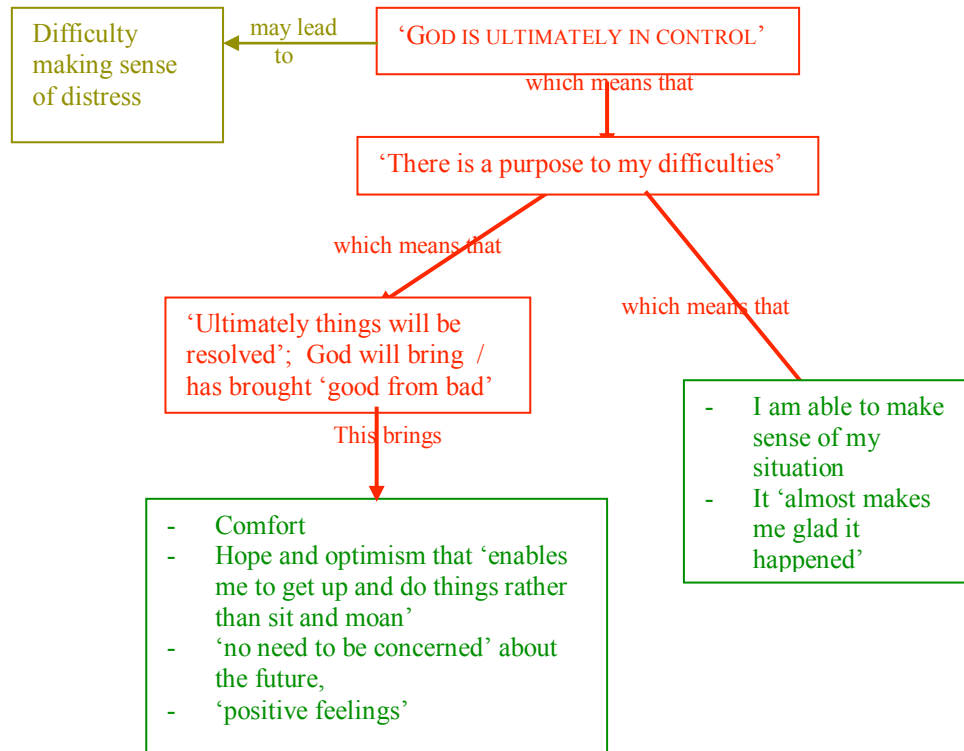 Difficulty
making sense
of distress
may lead
to
‘GOD IS ULTIMATELY IN CONTROL’
which means that
‘There is a purpose to my difficulties’
which means that
which means that
‘Ultimately things will be
resolved’; God will bring /
has brought ‘good from bad’
This brings
- I am able to make
sense of my
situation
- It ‘almost makes
me glad it
happened’
- Comfort
- Hope and optimism that ‘enables
me to get up and do things rather
than sit and moan’
- ‘no need to be concerned’ about
the future,
- ‘positive feelings’